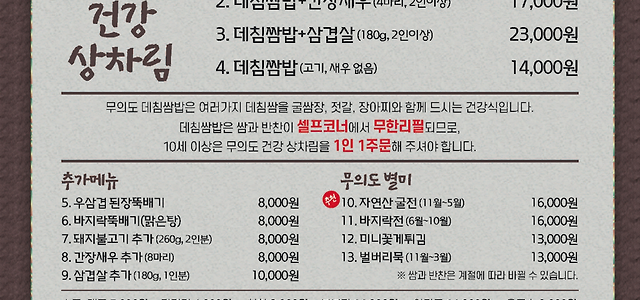 건강
상차림
2. 데침쌈밥+간장새우(4마리, 2인이상) 17,000원
3. 데침쌈밥+삼겹살(180g, 2인이상) 23,000원
4. 데침쌈밥(고기, 새우 없음) 14,000원
무의도 데침쌈밥은 여러가지 데침쌈을 굴쌈장, 젓갈, 장아찌와 함께 드시는 건강식입니다.
데침쌈밥은 쌈과 반찬이 셀프코너에서 무한리필되므로,
10세 이상은 무의도 건강 상차림을 1인 1주문해 주셔야 합니다.
추가메뉴
5. 우삼겹 된장뚝배기 8,000원
6. 바지락뚝배기(맑은탕) 8,000원
7. 돼지불고기 추가 (260g, 2인분) 8,000원
8. 간장새우 추가 (8마리) 8,000원
9. 삼겹살 추가 (180g, 1인분) 10,000원
무의도 별미
추천 10. 자연산 굴전 (11월~5월) 16,000원
11. 바지락전 (6월~10월) 16,000원
12. 미니꽃게튀김 13,000원
13. 벌버리묵 (11월~3월) 13,000원
※ 쌈과 반찬은 계절에 따라 바뀔 수 있습니다.